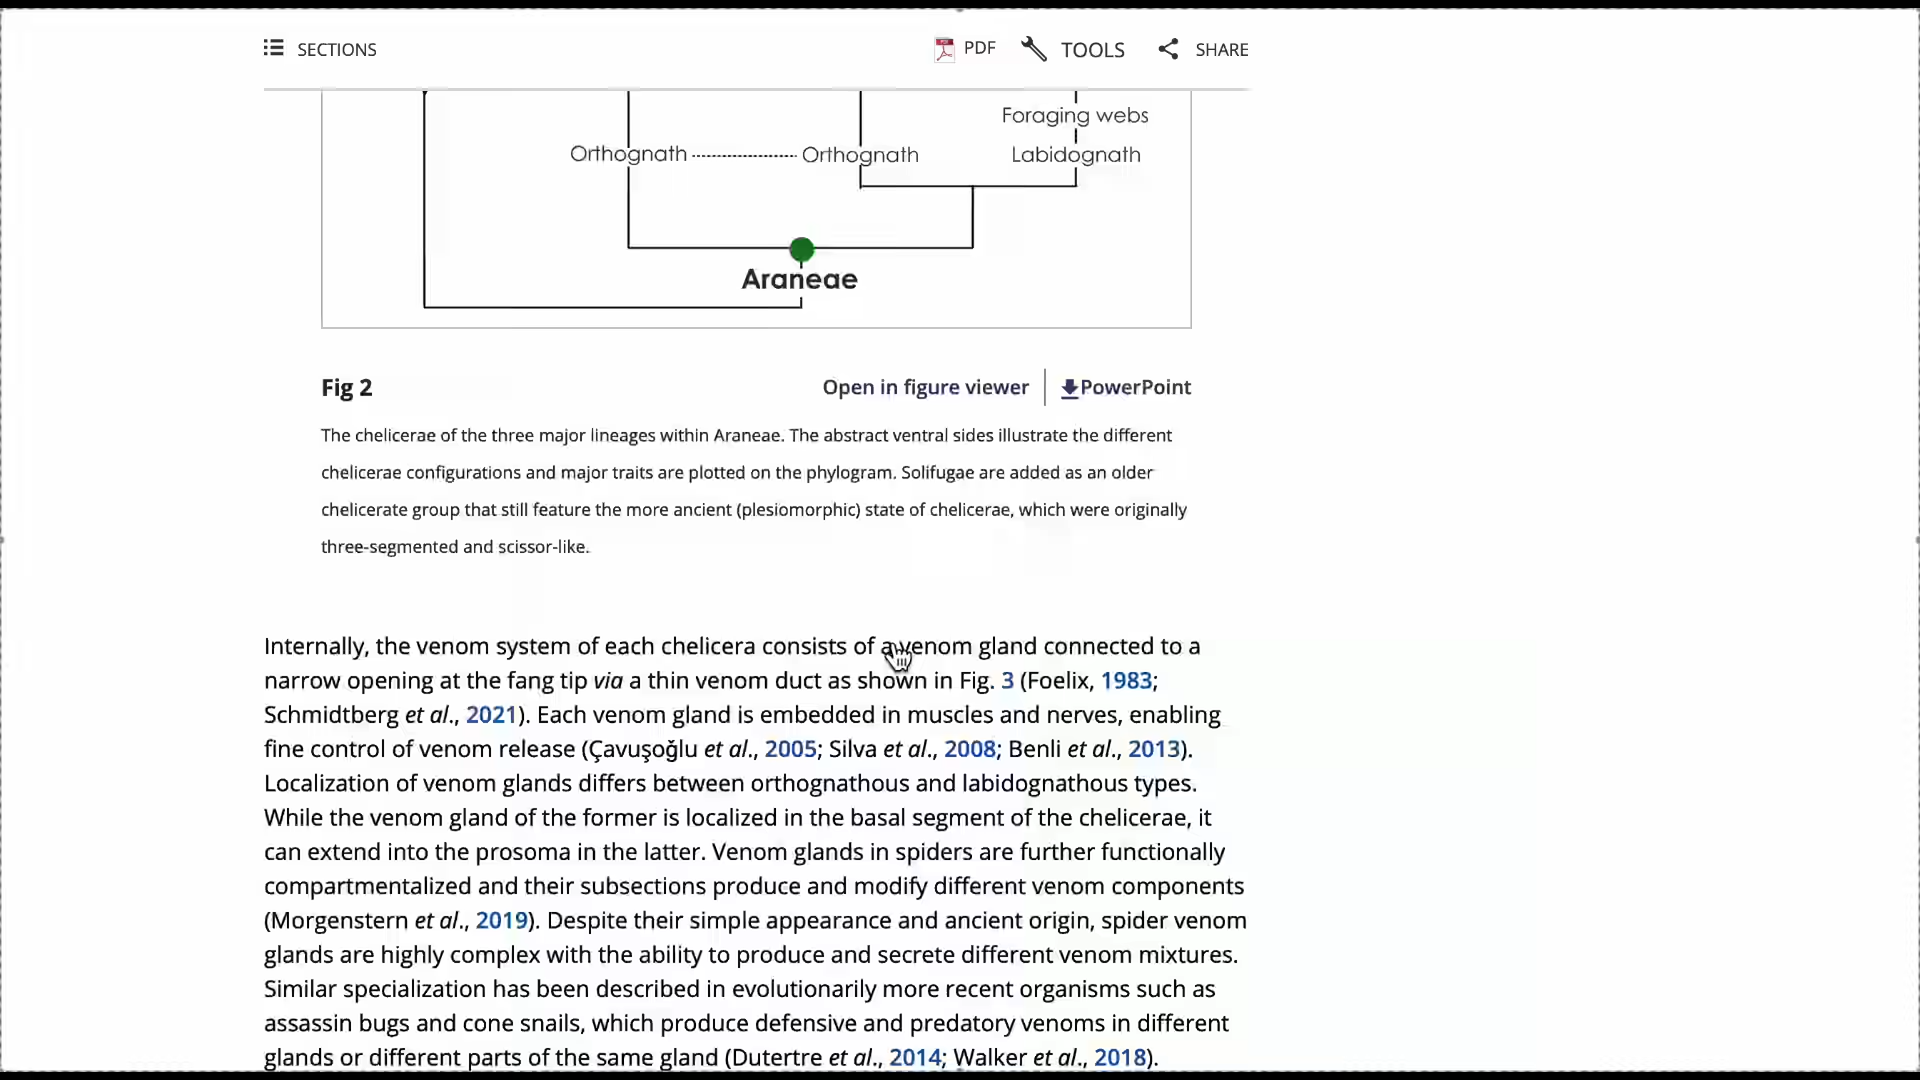 SECTIONS
PDF
TOOLS
SHARE
Foraging webs
Orthognath
Orthognath
Labidognath
Araneae
Fig 2
Open in figure viewer
PowerPoint
The chelicerae of the three major lineages within Araneae. The abstract ventral sides illustrate the different
chelicerae configurations and major traits are plotted on the phylogram. Solifugae are added as an older
chelicerate group that still feature the more ancient (plesiomorphic) state of chelicerae, which were originally
three-segmented and scissor-like.
Internally, the venom system of each chelicera consists of a venom gland connected to a
narrow opening at the fang tip via a thin venom duct as shown in Fig. 3 (Foelix, 1983;
Schmidtberg et al., 2021). Each venom gland is embedded in muscles and nerves, enabling
fine control of venom release (Çavuşoğlu et al., 2005; Silva et al., 2008; Benli et al., 2013).
Localization of venom glands differs between orthognathous and labidognathous types.
While the venom gland of the former is localized in the basal segment of the chelicerae, it
can extend into the prosoma in the latter. Venom glands in spiders are further functionally
compartmentalized and their subsections produce and modify different venom components
(Morgenstern et al., 2019). Despite their simple appearance and ancient origin, spider venom
glands are highly complex with the ability to produce and secrete different venom mixtures.
Similar specialization has been described in evolutionarily more recent organisms such as
assassin bugs and cone snails, which produce defensive and predatory venoms in different
glands or different parts of the same gland (Dutertre et al., 2014; Walker et al., 2018).